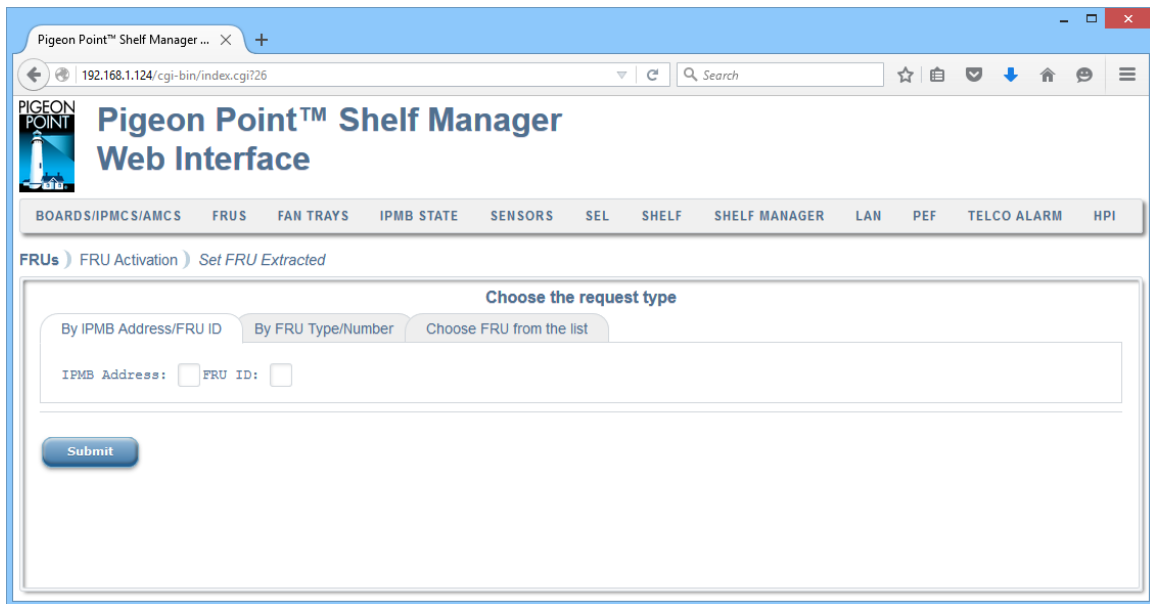 Pigeon Point™ Shelf Manager ...
192.168.1.124/cgi-bin/index.cgi?26
Search
PIGEON
POINT
Pigeon Point™ Shelf Manager
Web Interface
BOARDS/IPMCS/AMCS FRUS FAN TRAYS IPMB STATE SENSORS SEL SHELF SHELF MANAGER LAN PEF TELCO ALARM HPI
FRUs ) FRU Activation ) Set FRU Extracted
Choose the request type
By IPMB Address/FRU ID By FRU Type/Number Choose FRU from the list
IPMB Address: FRU ID:
Submit